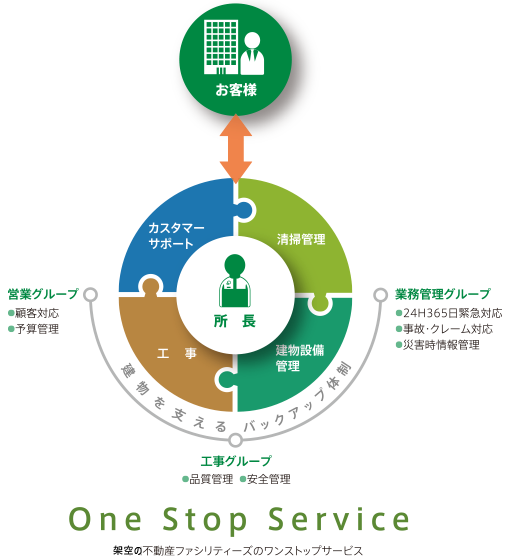 お客様
カスタマー
サポート
清掃管理
所 長
工 事
建物設備
管理
営業グループ
●顧客対応
●予算管理
業務管理グループ
●24H365日緊急対応
●事故・クレーム対応
●災害時情報管理
建物を支えるバックアップ体制
工事グループ
●品質管理 ●安全管理
One Stop Service
架空の不動産ファシリティーズのワンストップサービス